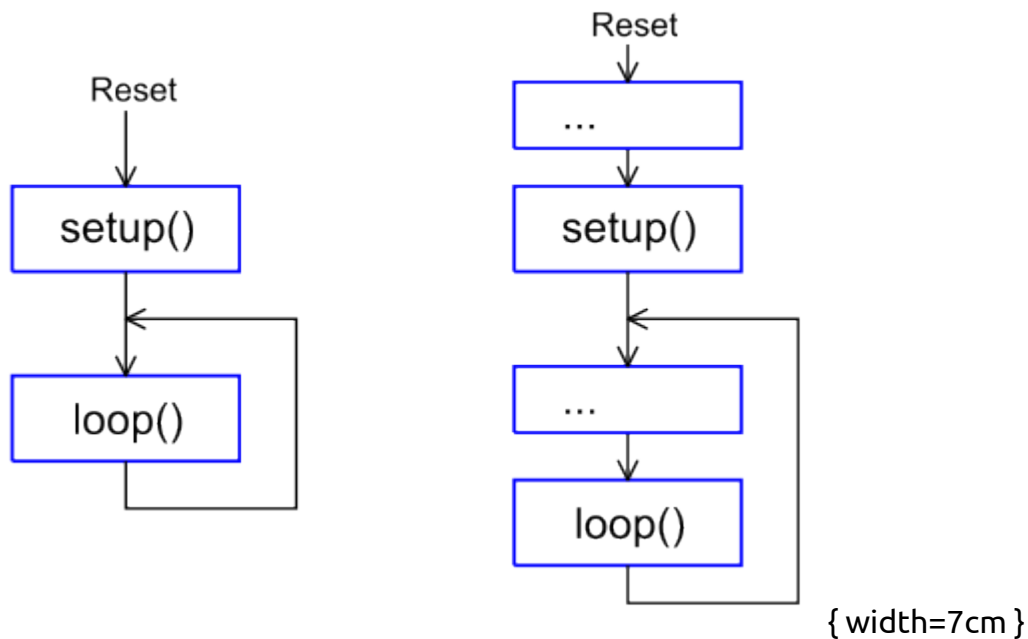 Reset
setup()
loop()
Reset
...
setup()
...
loop()
{ width=7cm }